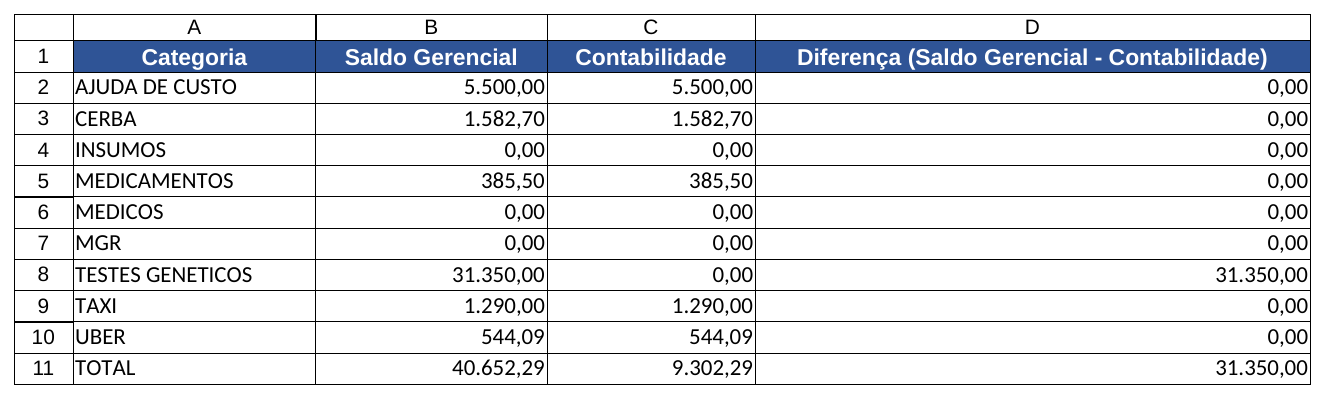 A B C D
1 Categoria Saldo Gerencial Contabilidade Diferença (Saldo Gerencial - Contabilidade)
2 AJUDA DE CUSTO 5.500,00 5.500,00 0,00
3 CERBA 1.582,70 1.582,70 0,00
4 INSUMOS 0,00 0,00 0,00
5 MEDICAMENTOS 385,50 385,50 0,00
6 MEDICOS 0,00 0,00 0,00
7 MGR 0,00 0,00 0,00
8 TESTES GENETICOS 31.350,00 0,00 31.350,00
9 TAXI 1.290,00 1.290,00 0,00
10 UBER 544,09 544,09 0,00
11 TOTAL 40.652,29 9.302,29 31.350,00